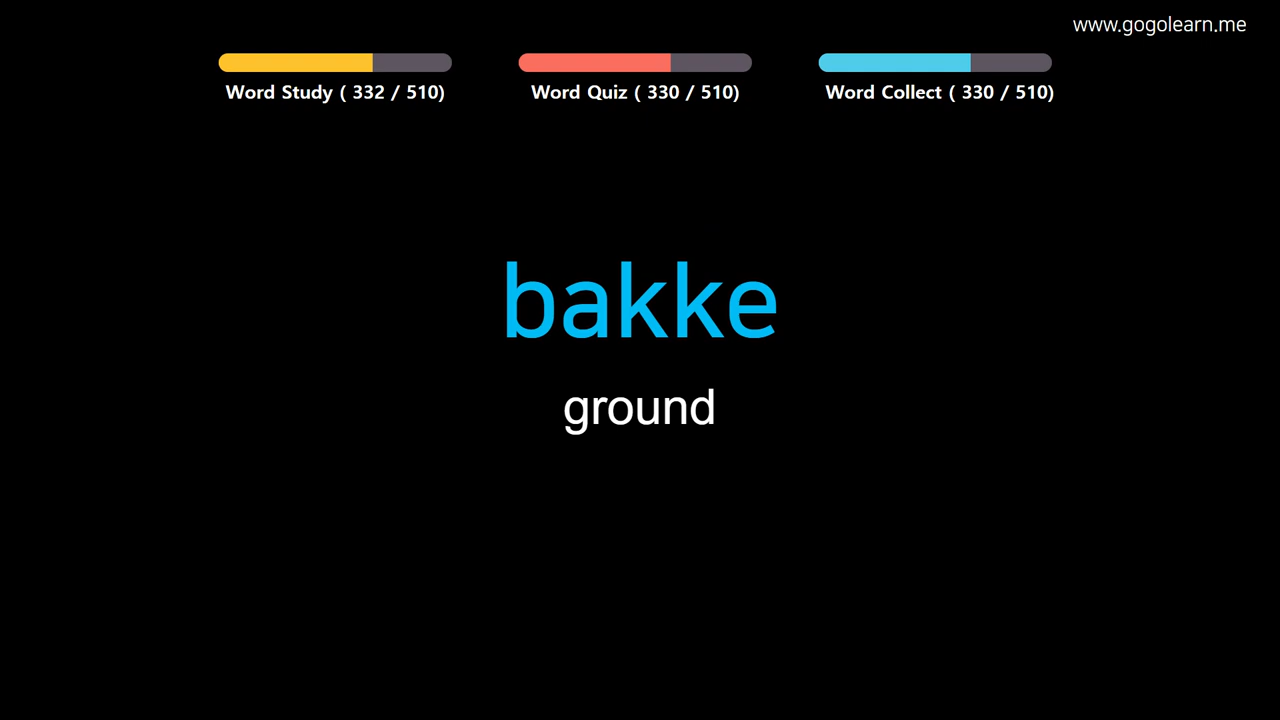 www.gogolearn.me
Word Study ( 332 / 510)
Word Quiz ( 330 / 510)
Word Collect ( 330 / 510)
bakke
ground